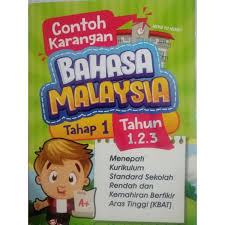 Contoh
Karangan
BAHASA
MALAYSIA
Tahap 1
Tahun
1.2.3
Menepati
Kurikulum
Standard Sekolah
Rendah dan
Kemahiran Berfikir
Aras Tinggi (KBAT)
A+